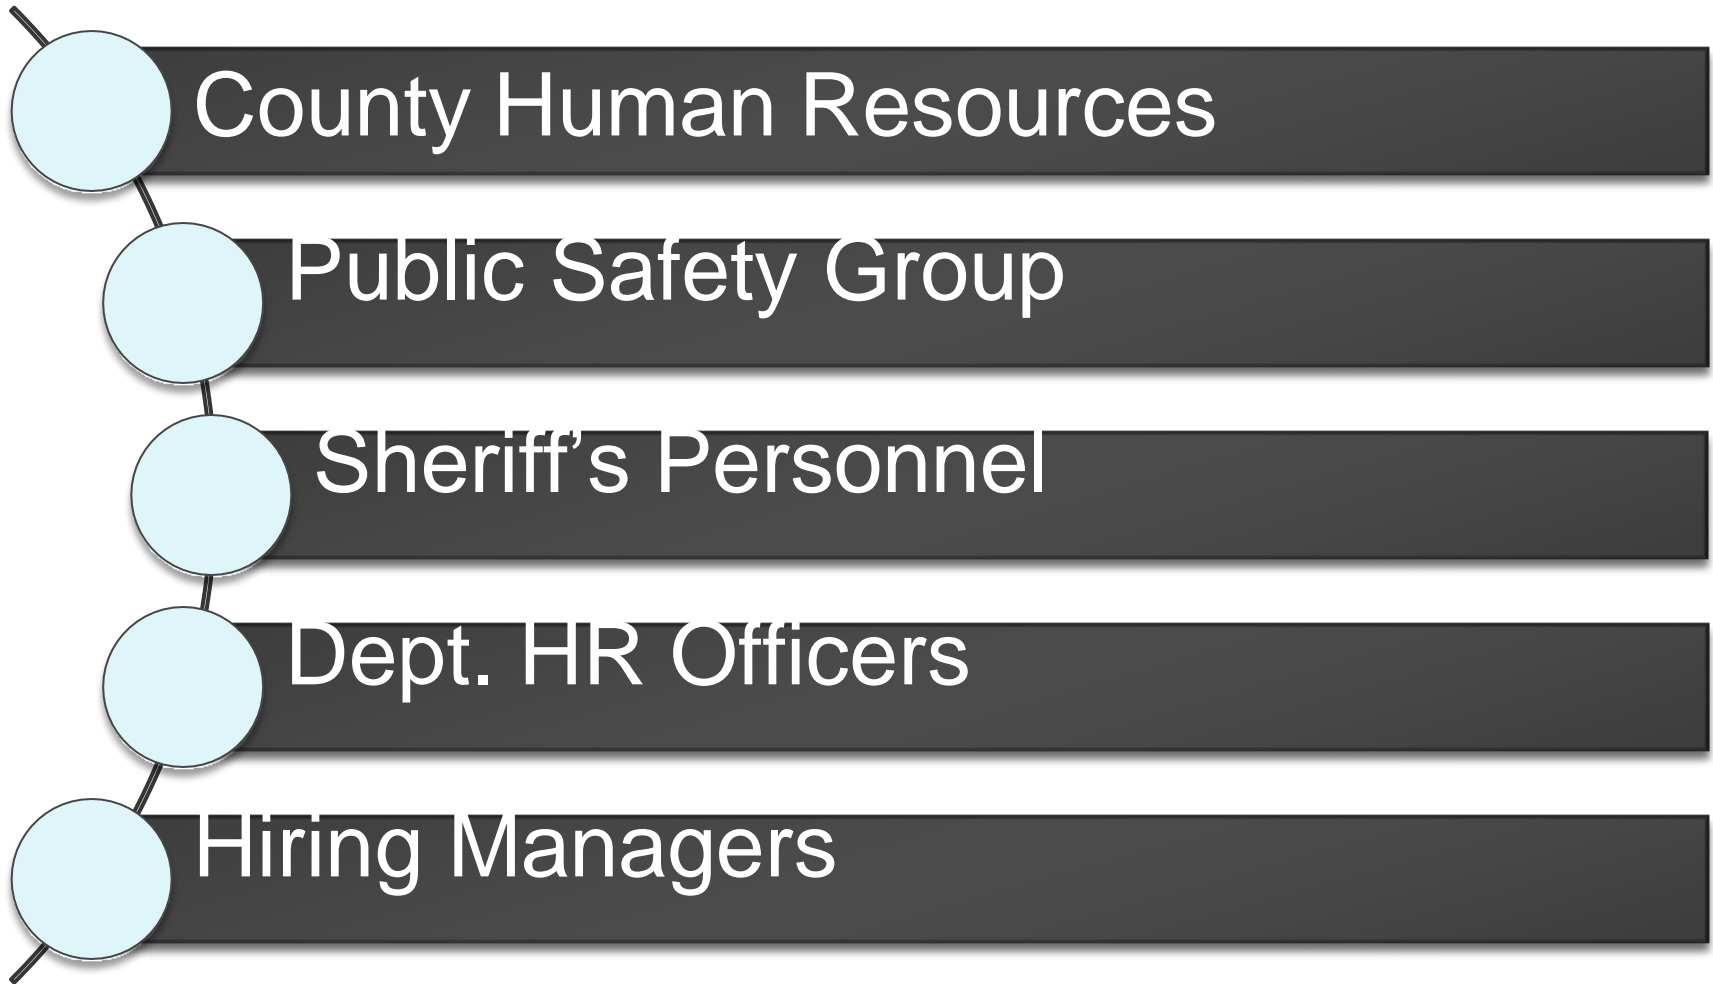 County Human Resources
Public Safety Group
Sheriff’s Personnel
Dept. HR Officers
Hiring Managers